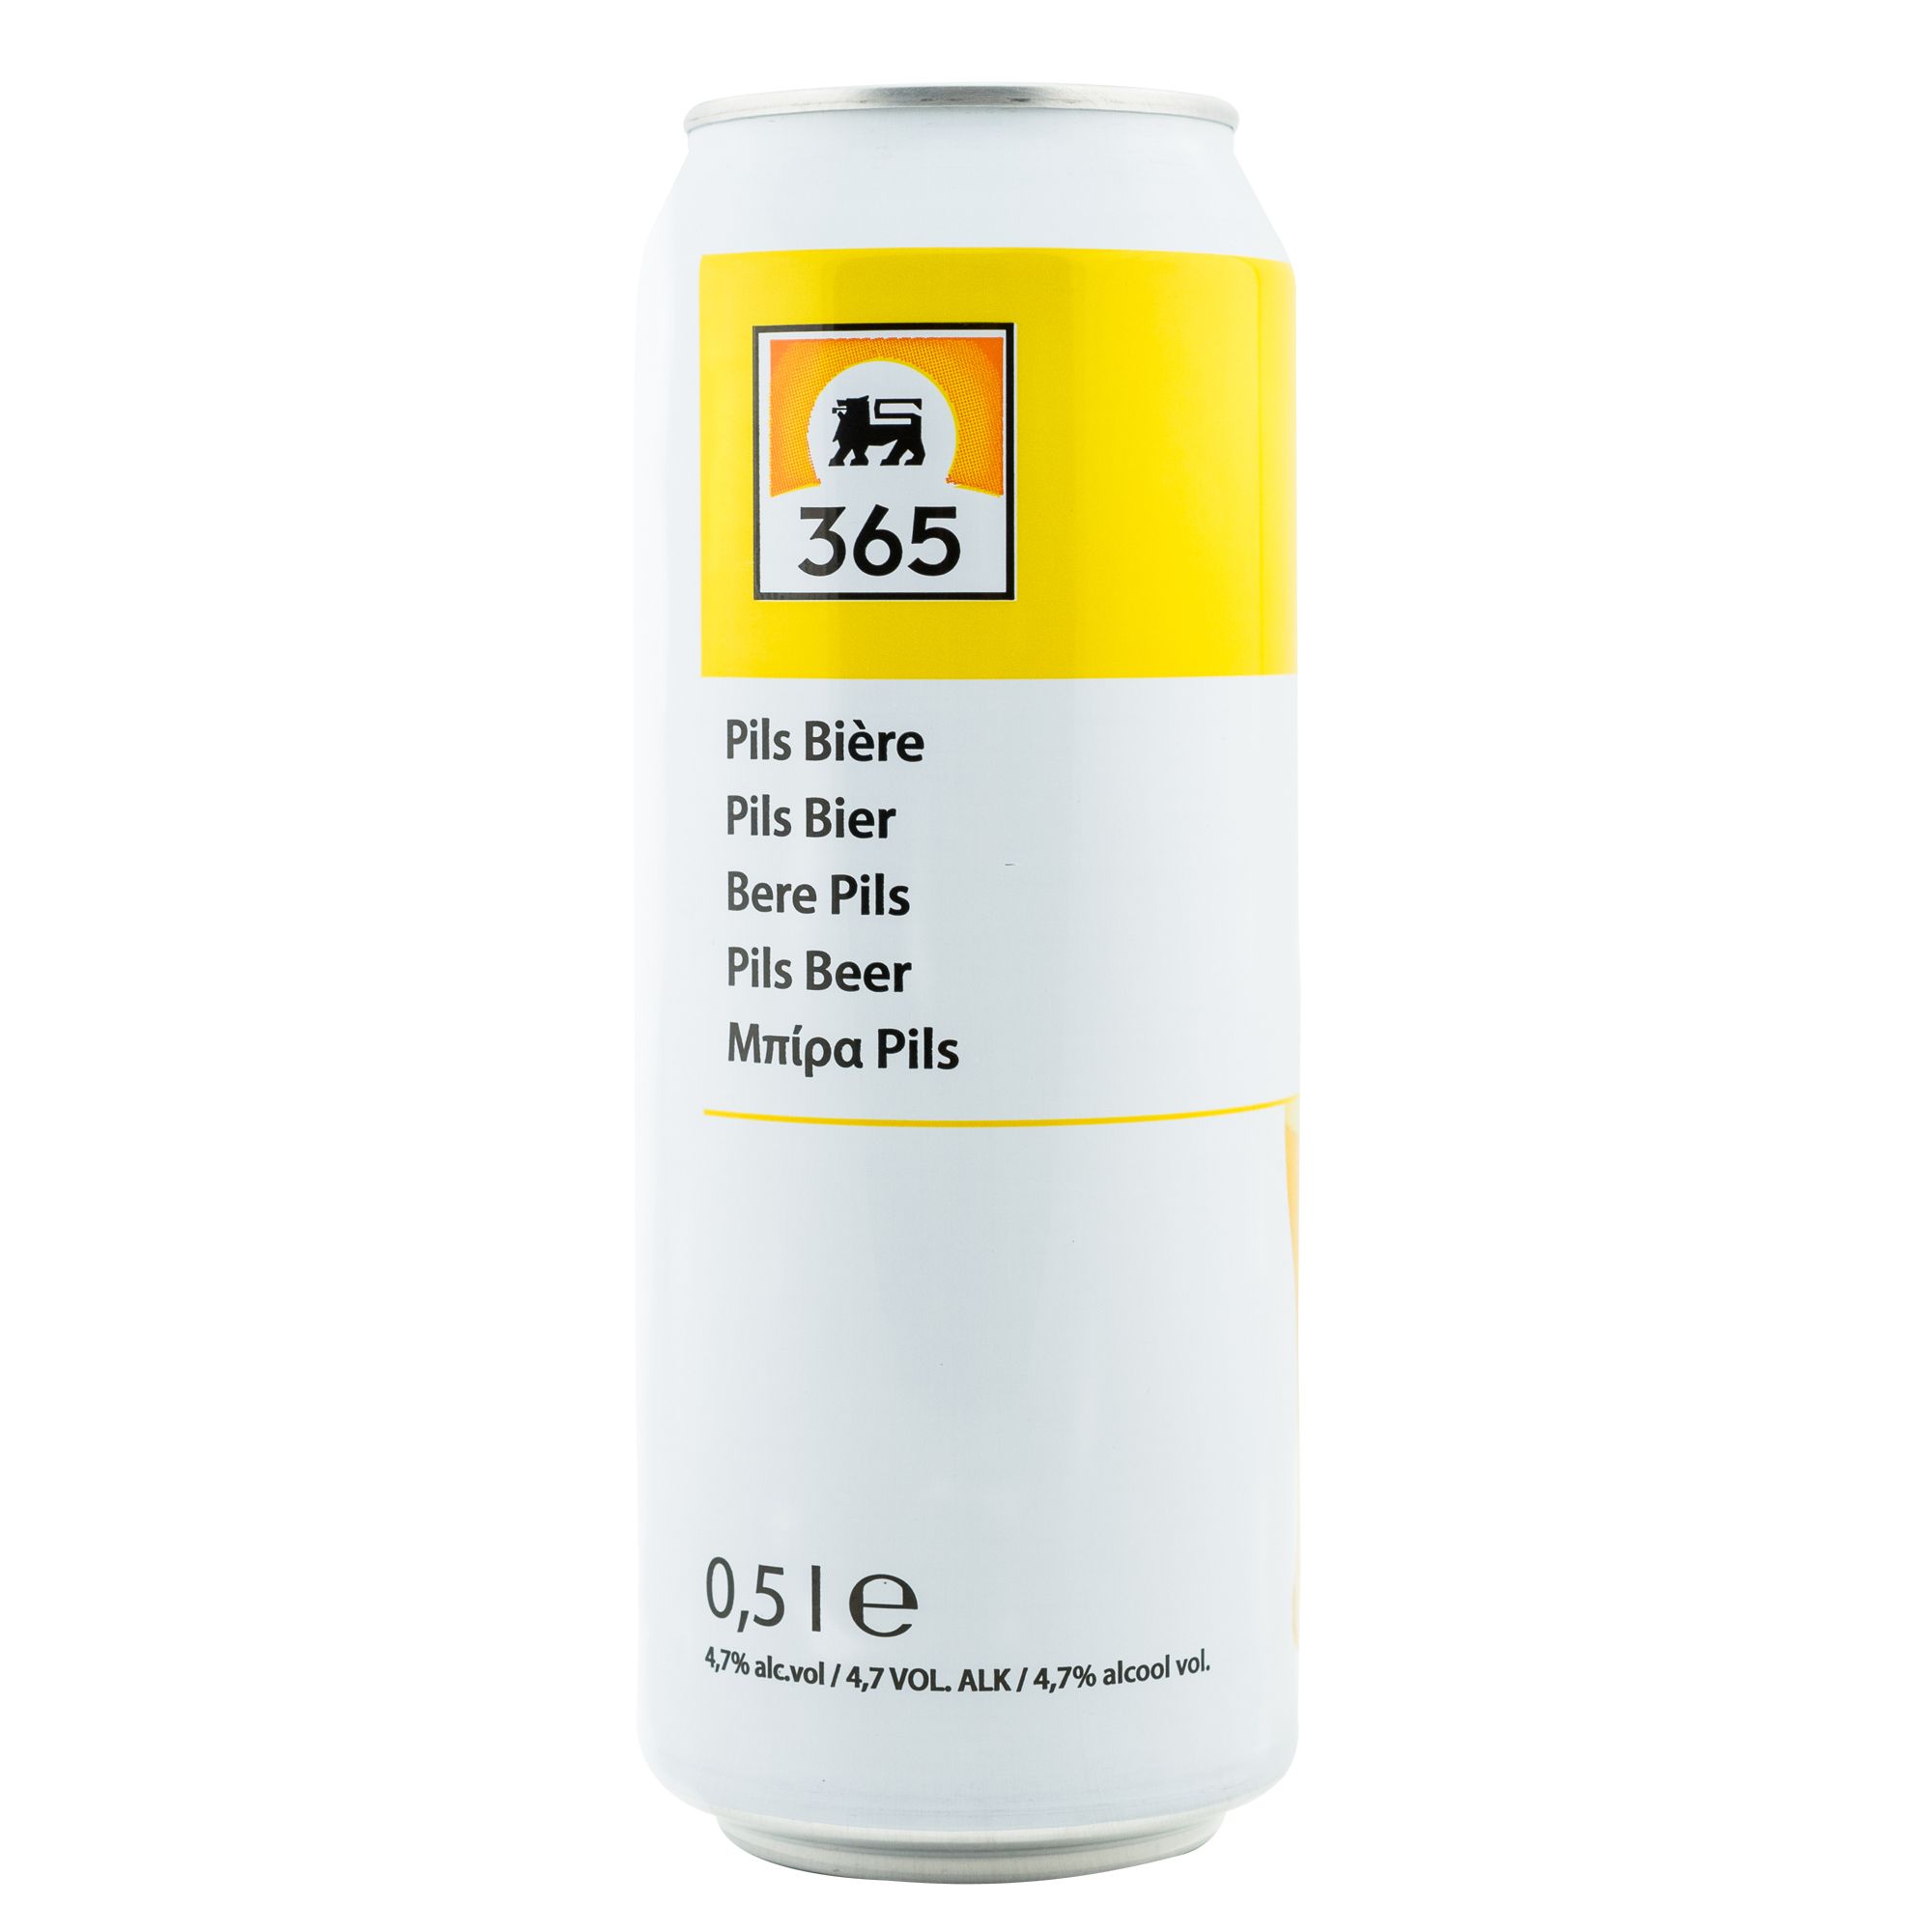 365
Pils Bière
Pils Bier
Bere Pils
Pils Beer
Μπίρα Pils
0,5 l e
4,7% alc.vol / 4,7 VOL. ALK / 4,7% alcool vol.